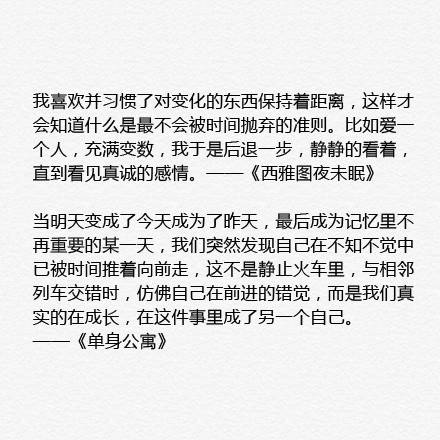 我喜欢并习惯了对变化的东西保持着距离，这样才
会知道什么是最不会被时间抛弃的准则。比如爱一
个人，充满变数，我于是后退一步，静静的看着，
直到看见真诚的感情。——《西雅图夜未眠》
当明天变成了今天成为了昨天，最后成为记忆里不
再重要的某一天，我们突然发现自己在不知不觉中
已被时间推着向前走，这不是静止火车里，与相邻
列车交错时，仿佛自己在前进的错觉，而是我们真
实的在成长，在这件事里成了另一个自己。
——《单身公寓》